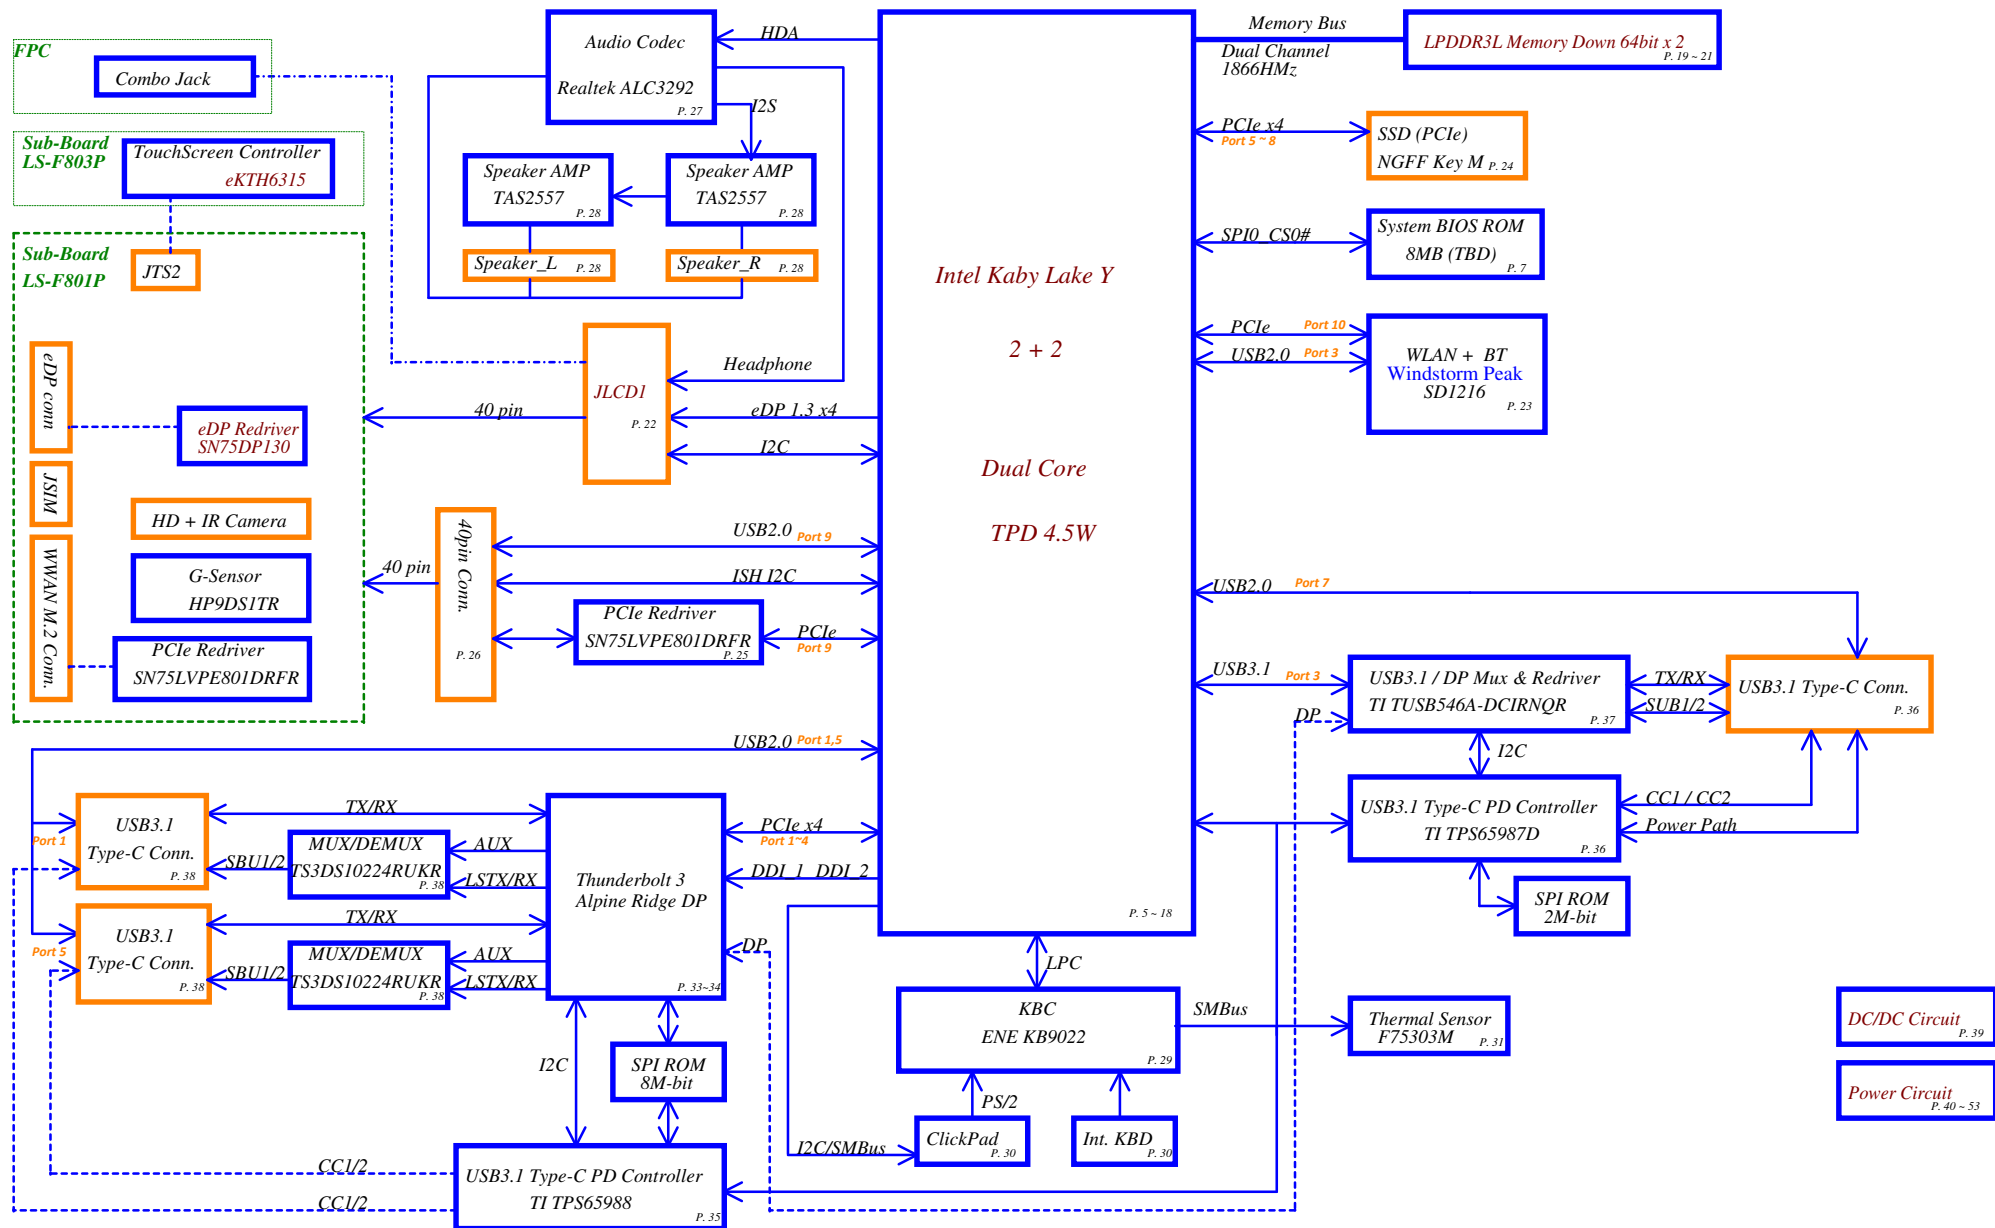 FPC
Combo Jack
Sub-Board
LS-F803P
TouchScreen Controller
eKTH6315
Sub-Board
LS-F801P
JTS2
eDP conn
eDP Redriver
SN75DP130
JSIM
HD + IR Camera
WWAN M.2 Conn.
G-Sensor
HP9DS1TR
PCIe Redriver
SN75LVPE801DRFR
Audio Codec
Realtek ALC3292
P. 27
HDA
I2S
Speaker AMP
TAS2557
P. 28
Speaker AMP
TAS2557
P. 28
Speaker_L
P. 28
Speaker_R
P. 28
JLCD1
P. 22
Headphone
40 pin
eDP 1.3 x4
I2C
40pin Conn.
P. 26
40 pin
USB2.0 Port 9
ISH I2C
PCIe Redriver
SN75LVPE801DRFR
P. 25
PCIe
Port 9
Intel Kaby Lake Y
2 + 2
Dual Core
TPD 4.5W
P. 5 ~ 18
Memory Bus
Dual Channel
1866HMz
LPDDR3L Memory Down 64bit x 2
P. 19 ~ 21
PCIe x4
Port 5 ~ 8
SSD (PCIe)
NGFF Key M P. 24
SPI0_CS0#
System BIOS ROM
8MB (TBD)
P. 7
PCIe Port 10
USB2.0 Port 3
WLAN + BT
Windstorm Peak
SD1216
P. 23
USB2.0 Port 7
USB3.1 Port 3
DP
USB3.1 / DP Mux & Redriver
TI TUSB546A-DCIRNQR
P. 37
TX/RX
SUB1/2
USB3.1 Type-C Conn.
P. 36
I2C
USB3.1 Type-C PD Controller
TI TPS65987D
P. 36
CC1 / CC2
Power Path
SPI ROM
2M-bit
USB2.0 Port 1,5
USB3.1
Type-C Conn.
P. 38
Port 1
TX/RX
SBU1/2
MUX/DEMUX
TS3DS10224RUKR
P. 38
AUX
LSTX/RX
USB3.1
Type-C Conn.
P. 38
Port 5
TX/RX
SBU1/2
MUX/DEMUX
TS3DS10224RUKR
P. 38
AUX
LSTX/RX
Thunderbolt 3
Alpine Ridge DP
P. 33~34
PCIe x4
Port 1~4
DDI_1 DDI_2
DP
I2C
SPI ROM
8M-bit
USB3.1 Type-C PD Controller
TI TPS65988
P. 35
CC1/2
CC1/2
LPC
KBC
ENE KB9022
P. 29
SMBus
Thermal Sensor
F75303M
P. 31
PS/2
I2C/SMBus
ClickPad
P. 30
Int. KBD
P. 30
DC/DC Circuit
P. 39
Power Circuit
P. 40 ~ 53